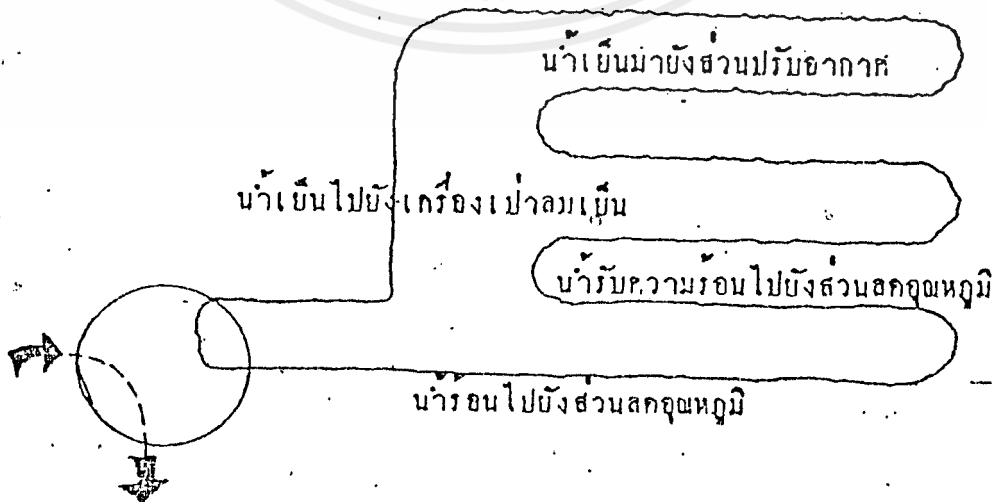 น้ำเย็นมายังส่วนปรับอากาศ
น้ำเย็นไปยังเครื่องเป่าลมเย็น
น้ำรับความร้อนไปยังส่วนลดอุณหภูมิ
น้ำร้อนไปยังส่วนลดอุณหภูมิ